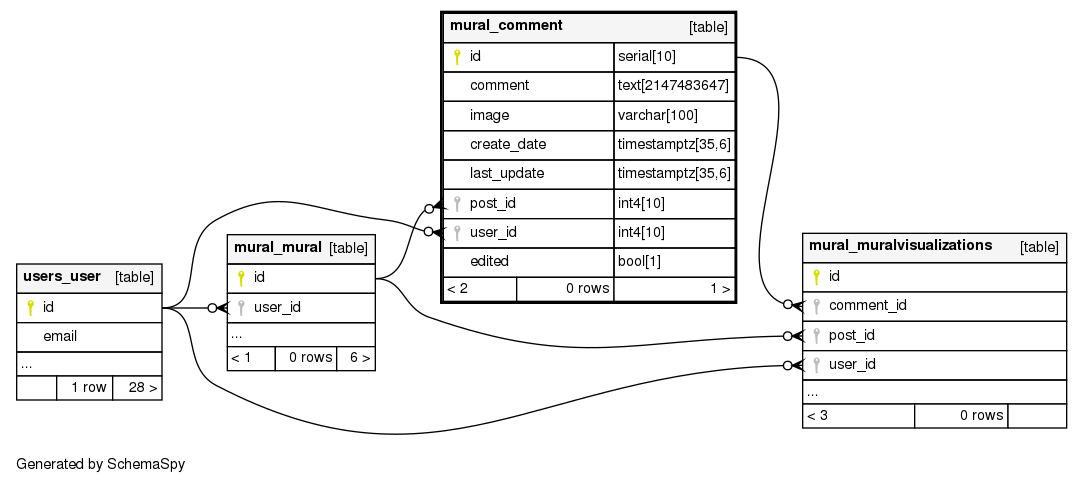 mural_comment [table]
id serial[10]
comment text[2147483647]
image varchar[100]
create_date timestamptz[35,6]
last_update timestamptz[35,6]
post_id int4[10]
user_id int4[10]
edited bool[1]
< 2 0 rows 1 >
users_user [table]
id
email
...
1 row 28 >
mural_mural [table]
id
user_id
...
< 1 0 rows 6 >
mural_muralvisualizations [table]
id
comment_id
post_id
user_id
...
< 3 0 rows
Generated by SchemaSpy